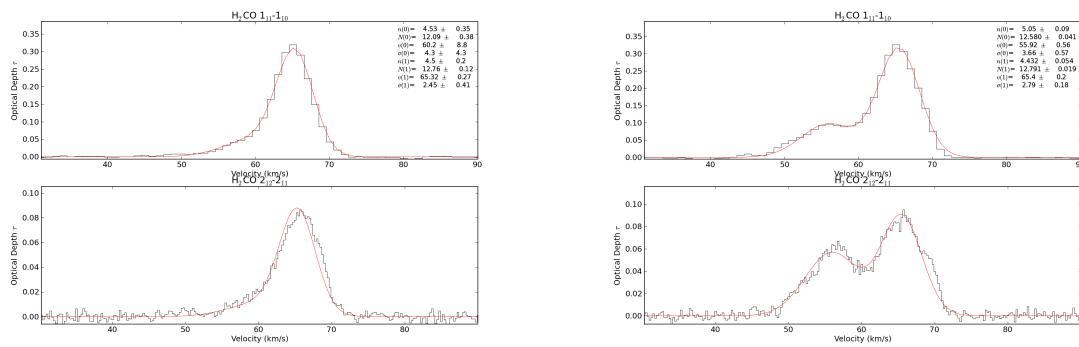 H₂CO 1₁₁-1₁₀
n(0)= 4.53 ± 0.35
N(0)= 12.09 ± 0.38
v(0)= 60.2 ± 8.8
σ(0)= 4.3 ± 4.3
n(1)= 4.5 ± 0.2
N(1)= 12.76 ± 0.12
v(1)= 65.32 ± 0.27
σ(1)= 2.45 ± 0.41
Optical Depth τ
0.35
0.30
0.25
0.20
0.15
0.10
0.05
0.00
40 50 60 70 80 90
Velocity (km/s)
H₂CO 2₁₂-2₁₁
Optical Depth τ
0.10
0.08
0.06
0.04
0.02
0.00
40 50 60 70 80
Velocity (km/s)
H₂CO 1₁₁-1₁₀
n(0)= 5.05 ± 0.09
N(0)= 12.580 ± 0.041
v(0)= 55.92 ± 0.56
σ(0)= 3.66 ± 0.57
n(1)= 4.432 ± 0.054
N(1)= 12.791 ± 0.019
v(1)= 65.4 ± 0.2
σ(1)= 2.79 ± 0.18
Optical Depth τ
0.35
0.30
0.25
0.20
0.15
0.10
0.05
0.00
40 50 60 70 80 90
Velocity (km/s)
H₂CO 2₁₂-2₁₁
Optical Depth τ
0.10
0.08
0.06
0.04
0.02
0.00
40 50 60 70 80
Velocity (km/s)